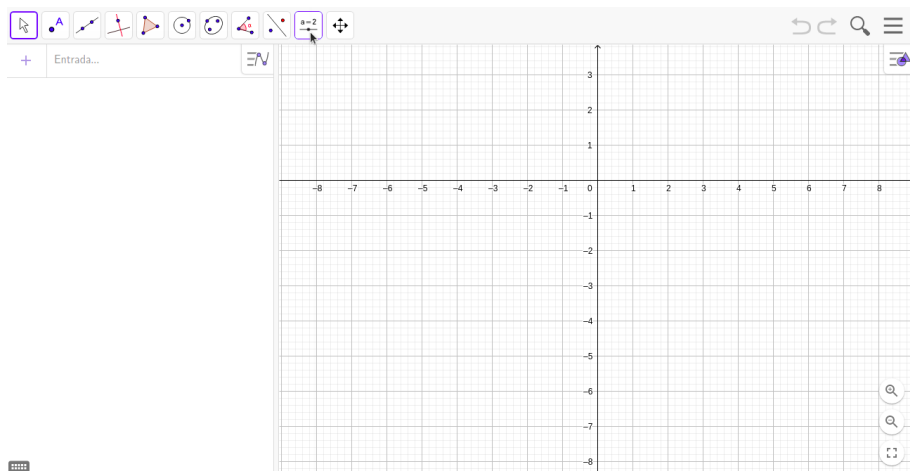 A
a=2
α
Entrada...
3
2
1
–8 –7 –6 –5 –4 –3 –2 –1 0 1 2 3 4 5 6 7 8
–1
–2
–3
–4
–5
–6
–7
–8